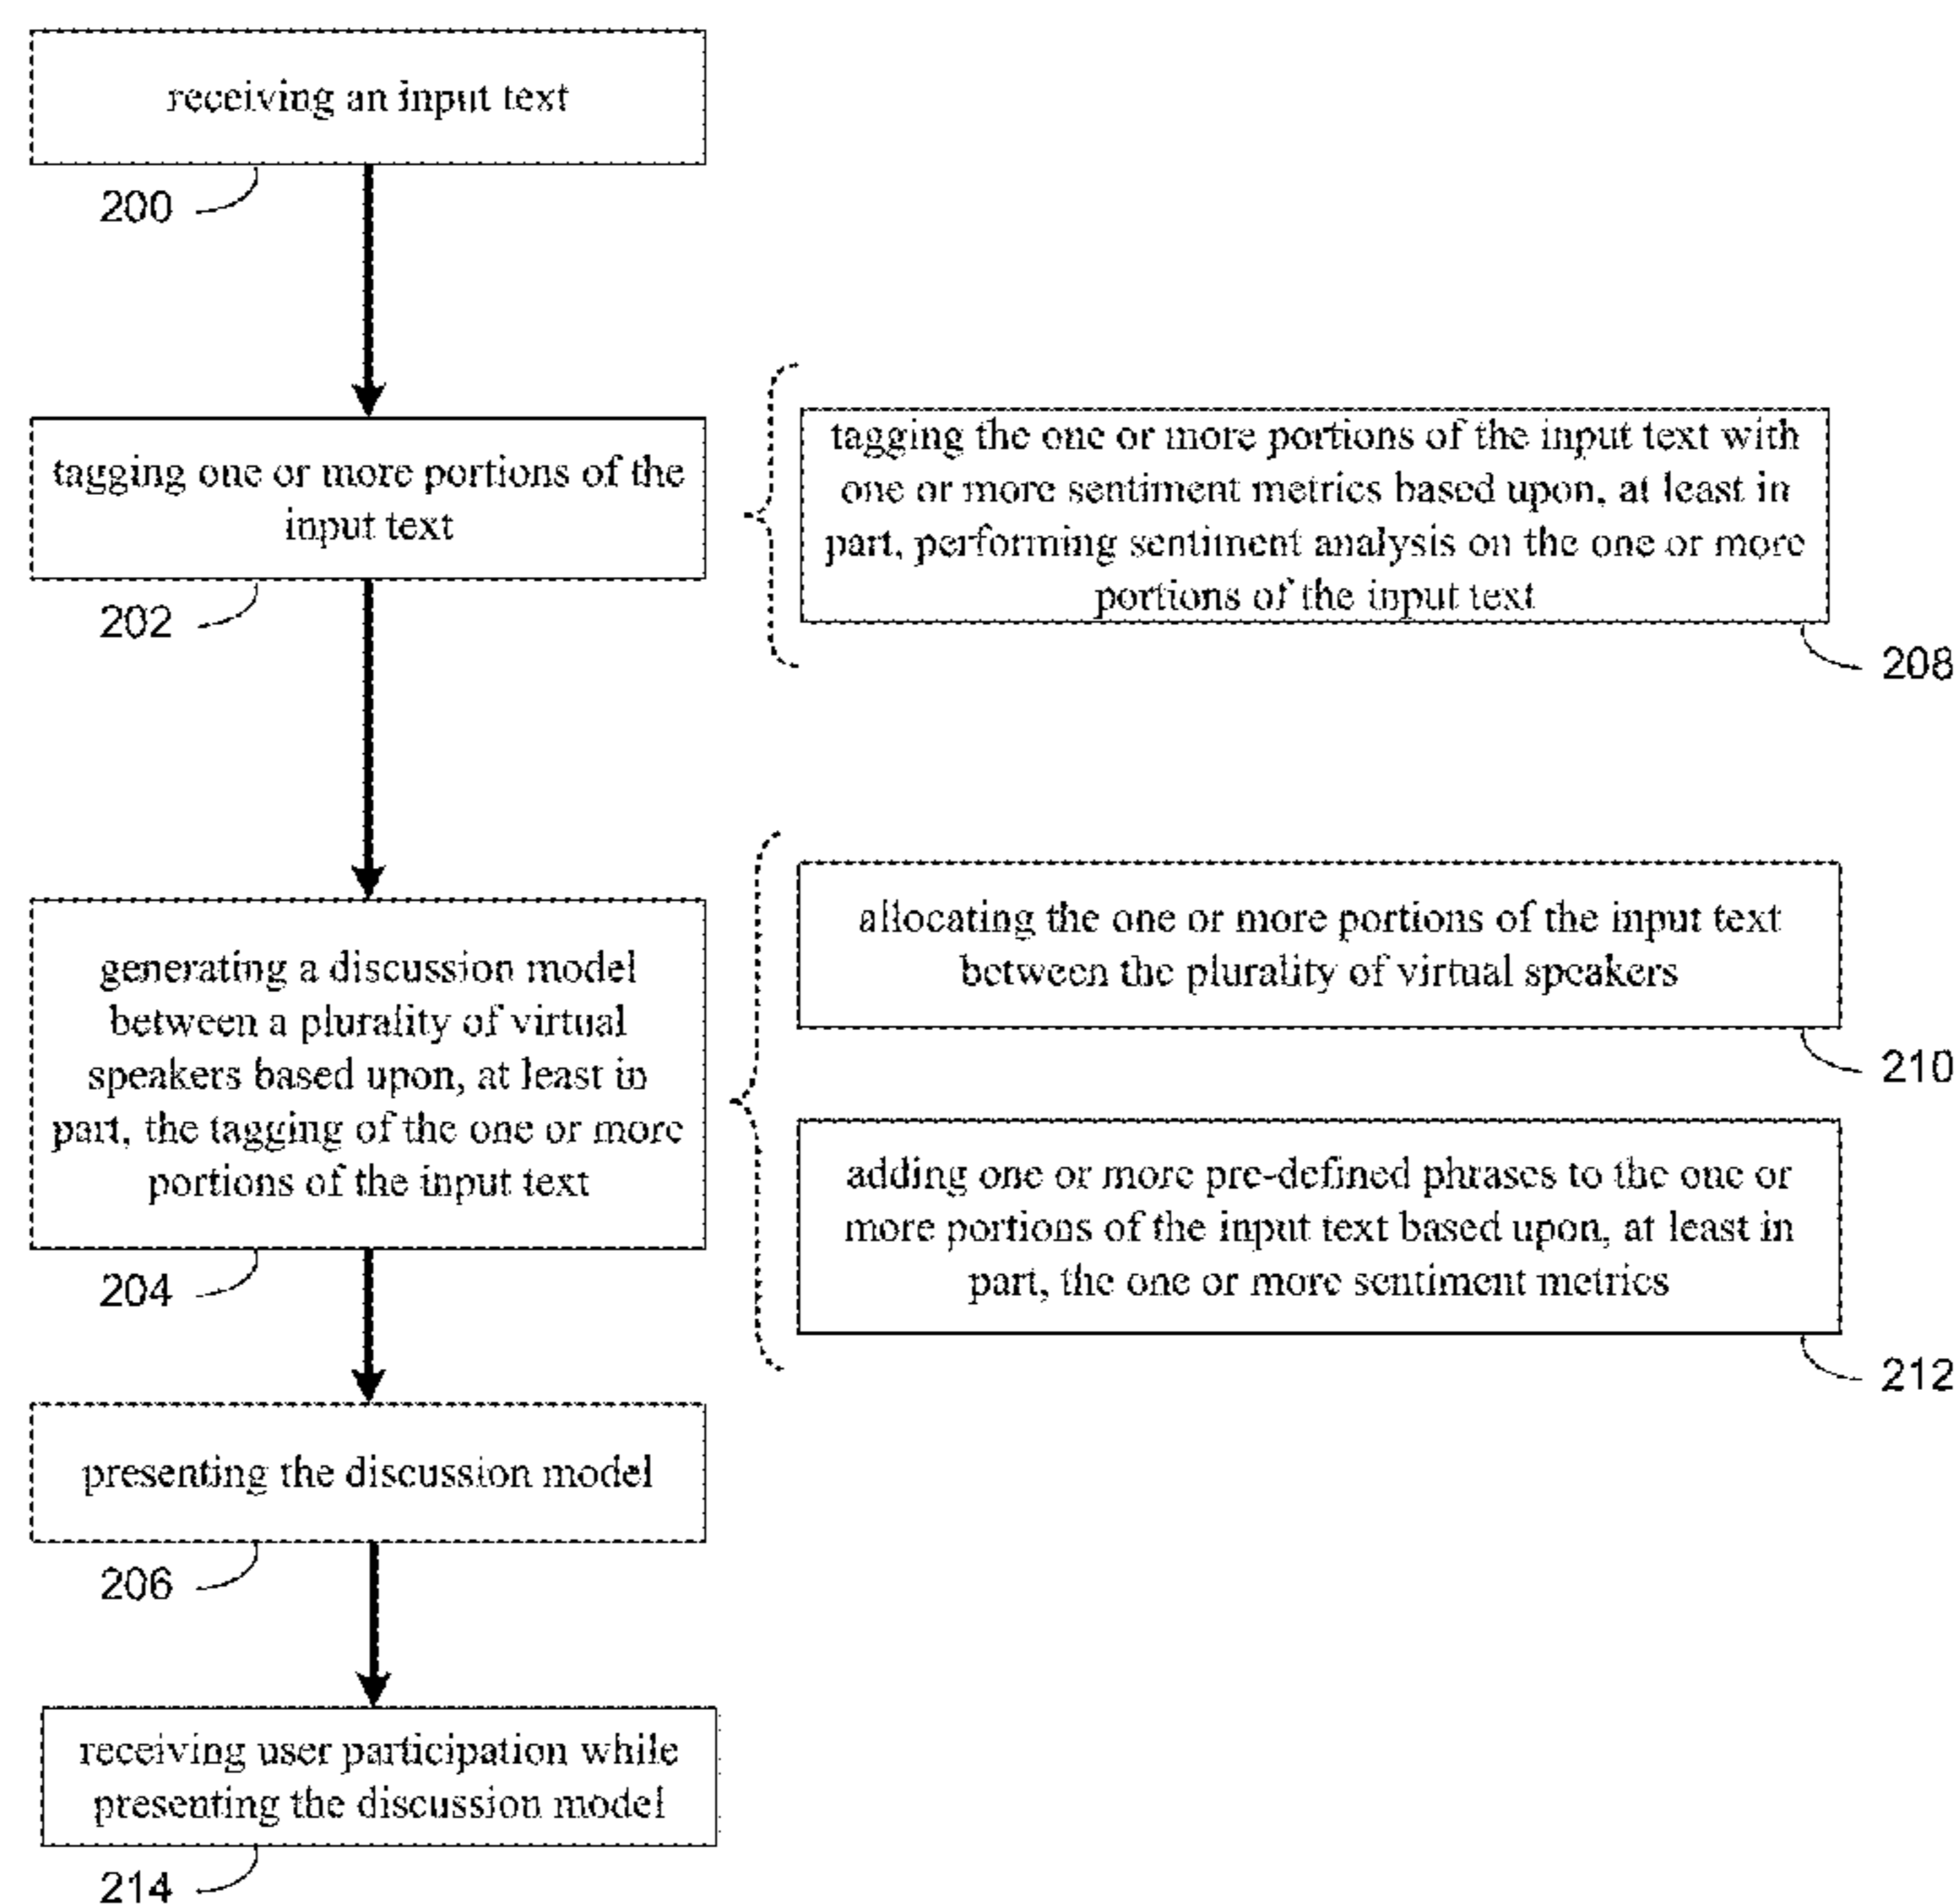 receiving an input text
200
tagging one or more portions of the
input text
202
tagging the one or more portions of the input text with
one or more sentiment metrics based upon, at least in
part, performing sentiment analysis on the one or more
portions of the input text
208
generating a discussion model
between a plurality of virtual
speakers based upon, at least in
part, the tagging of the one or more
portions of the input text
204
allocating the one or more portions of the input text
between the plurality of virtual speakers
210
adding one or more pre-defined phrases to the one or
more portions of the input text based upon, at least in
part, the one or more sentiment metrics
212
presenting the discussion model
206
receiving user participation while
presenting the discussion model
214